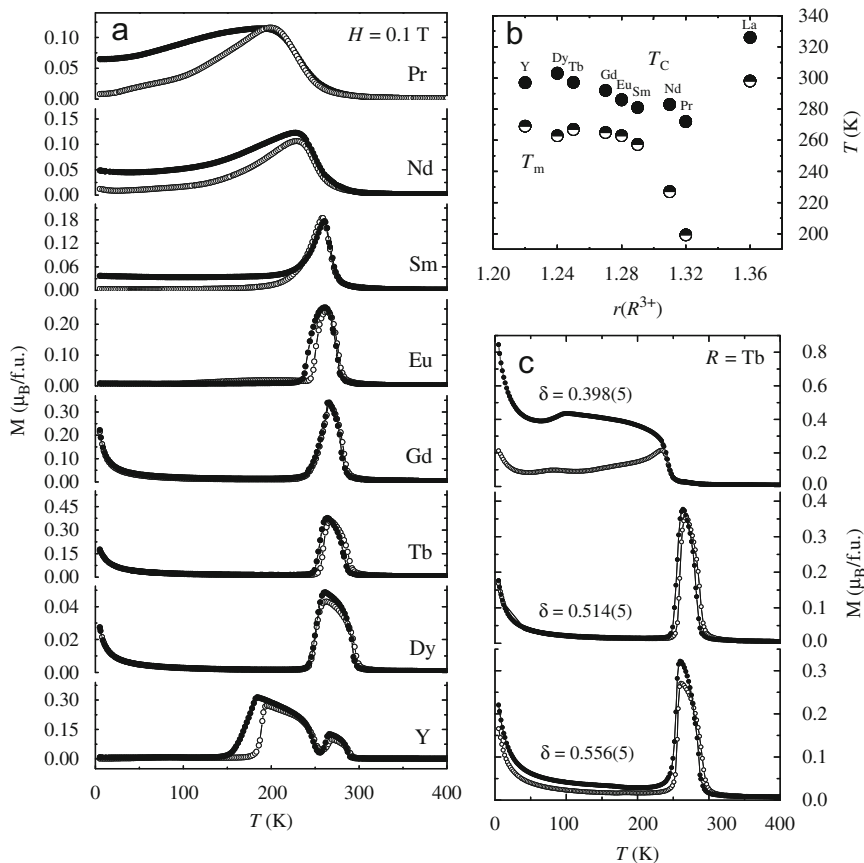 a
H = 0.1 T
Pr
0.10
0.05
0.00
Nd
0.15
0.10
0.05
0.00
Sm
0.18
0.12
0.06
0.00
Eu
0.20
0.10
0.00
Gd
0.30
0.20
0.10
0.00
Tb
0.45
0.30
0.15
0.00
Dy
0.04
0.02
0.00
Y
0.30
0.15
0.00
M (μB/f.u.)
0 100 200 300 400
T (K)
b
Y
Dy
Tb
Gd
Eu
Sm
Nd
Pr
La
TC
Tm
340
320
300
280
260
240
220
200
T (K)
1.20 1.24 1.28 1.32 1.36
r(R3+)
c
R = Tb
δ = 0.398(5)
0.8
0.6
0.4
0.2
0.0
δ = 0.514(5)
0.4
0.3
0.2
0.1
0.0
δ = 0.556(5)
0.3
0.2
0.1
0.0
M (μB/f.u.)
0 100 200 300 400
T (K)